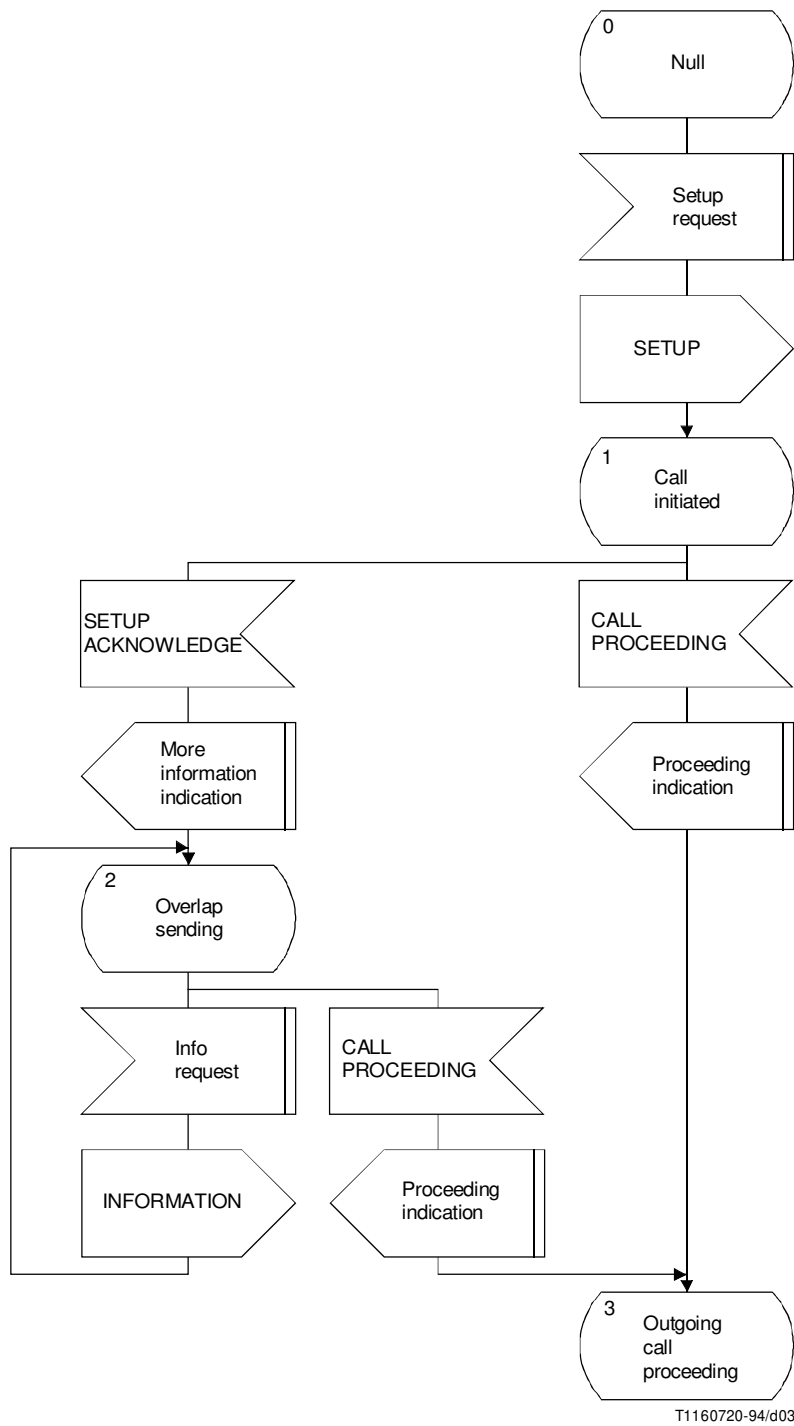 0
Null
Setup
request
SETUP
1
Call
initiated
SETUP
ACKNOWLEDGE
CALL
PROCEEDING
More
information
indication
Proceeding
indication
2
Overlap
sending
Info
request
CALL
PROCEEDING
INFORMATION
Proceeding
indication
3
Outgoing
call
proceeding
T1160720-94/d03